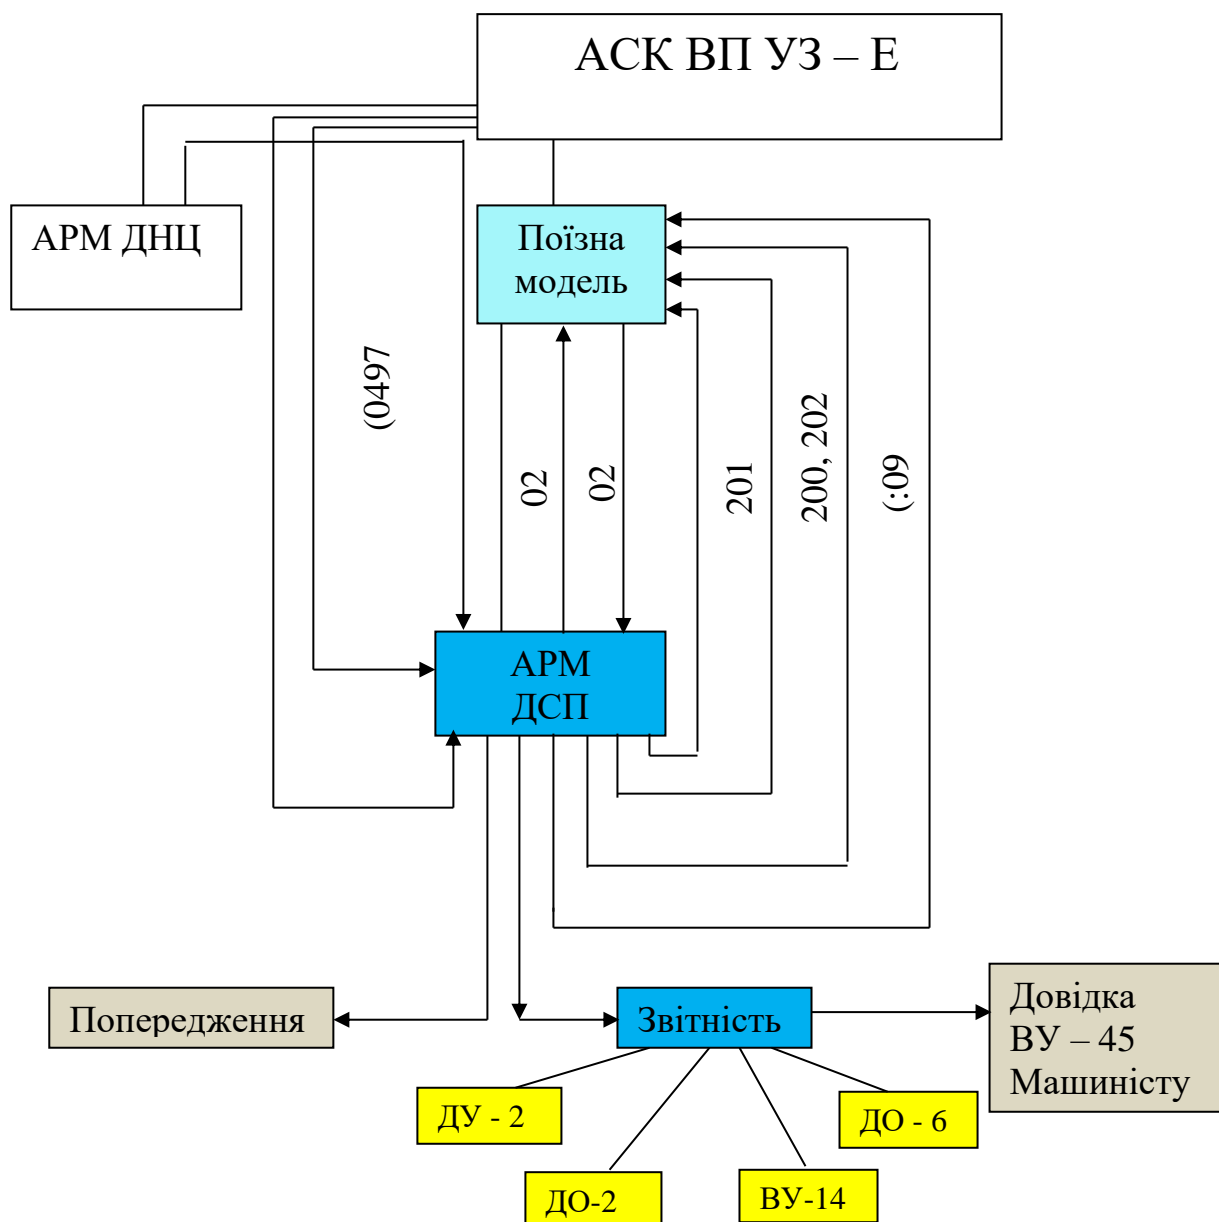 АСК ВП УЗ – Е
АРМ ДНЦ
Поїзна
модель
(0497
02
02
201
200, 202
(:09
АРМ
ДСП
Попередження
Звітність
Довідка
ВУ – 45
Машиністу
ДУ - 2
ДО - 6
ДО-2
ВУ-14